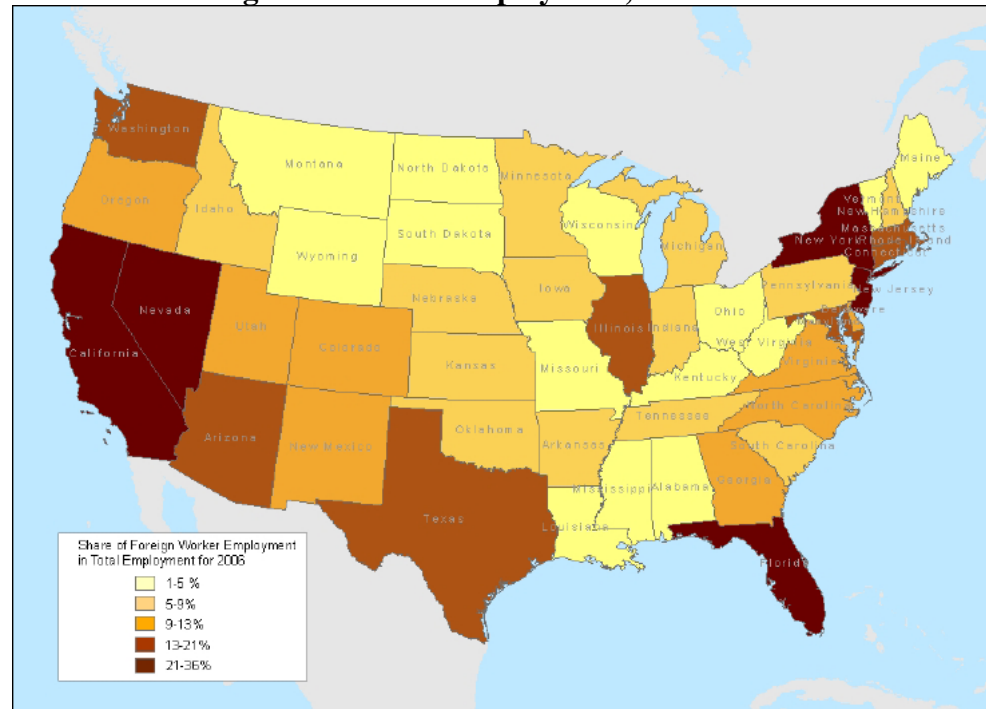 Washington
Montana
North Dakota
Minnesota
Maine
Oregon
Idaho
Vermont
New Hampshire
Wisconsin
South Dakota
Massachusetts
New York
Rhode Island
Michigan
Connecticut
Wyoming
Pennsylvania
New Jersey
Iowa
Nebraska
Nevada
Ohio
Delaware
Utah
Illinois
Indiana
Maryland
West Virginia
Colorado
California
Virginia
Kansas
Missouri
Kentucky
North Carolina
Tennessee
Oklahoma
Arizona
New Mexico
Arkansas
South Carolina
Georgia
Mississippi
Alabama
Texas
Louisiana
Florida
Share of Foreign Worker Employment
in Total Employment for 2006
1-5 %
5-9%
9-13%
13-21%
21-36%